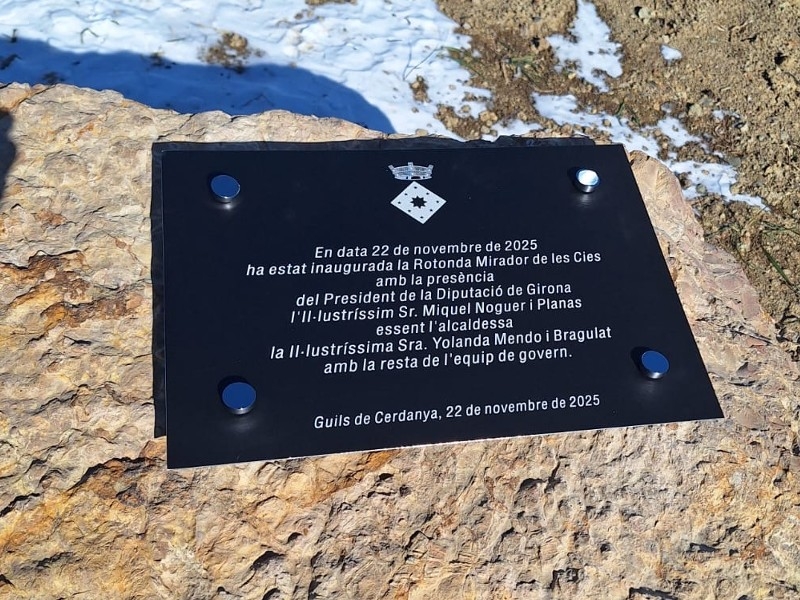 En data 22 de novembre de 2025
ha estat inaugurada la Rotonda Mirador de les Cies
amb la presència
del President de la Diputació de Girona
l'Il·lustríssim Sr. Miquel Noguer i Planas
essent l'alcaldessa
la Il·lustríssima Sra. Yolanda Mendo i Bragulat
amb la resta de l'equip de govern.
Guils de Cerdanya, 22 de novembre de 2025